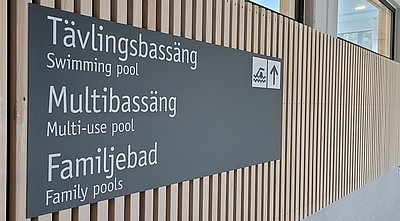 Tävlingsbassäng
Swimming pool
Multibassäng
Multi-use pool
Familjebad
Family pools